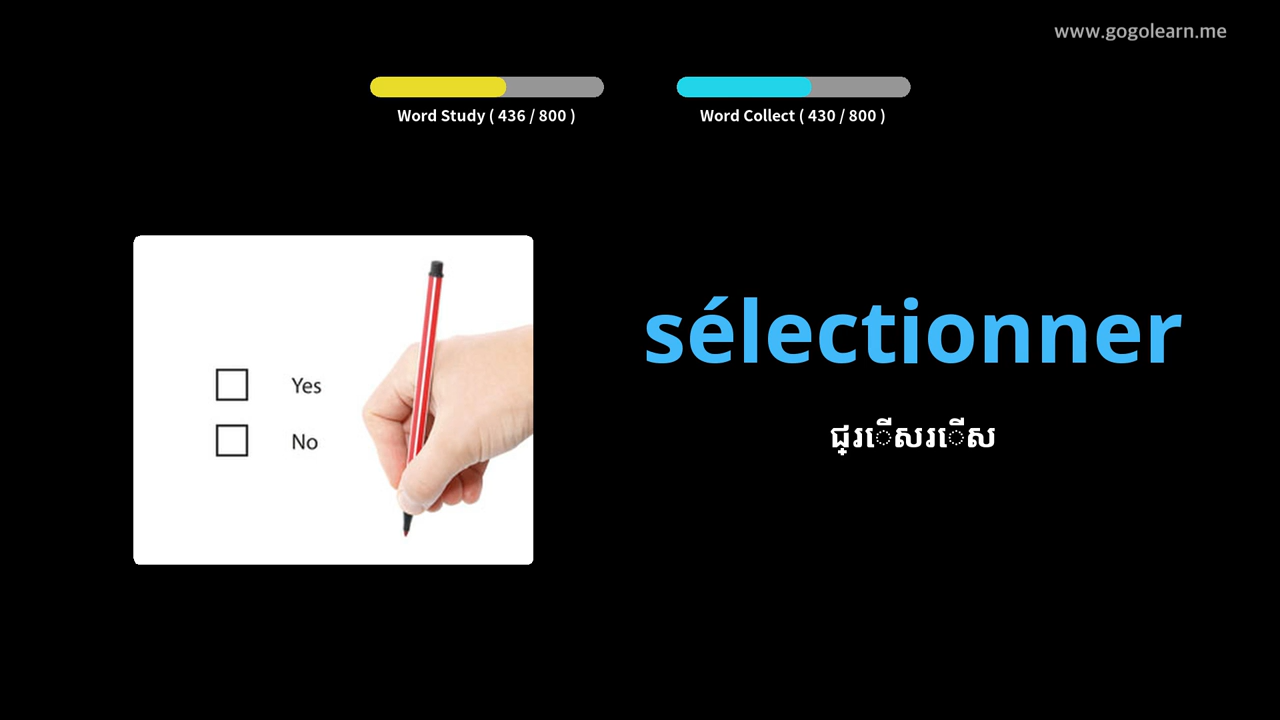 www.gogolearn.me
Word Study ( 436 / 800 )
Word Collect ( 430 / 800 )
sélectionner
ជ្រើសរើស
Yes
No